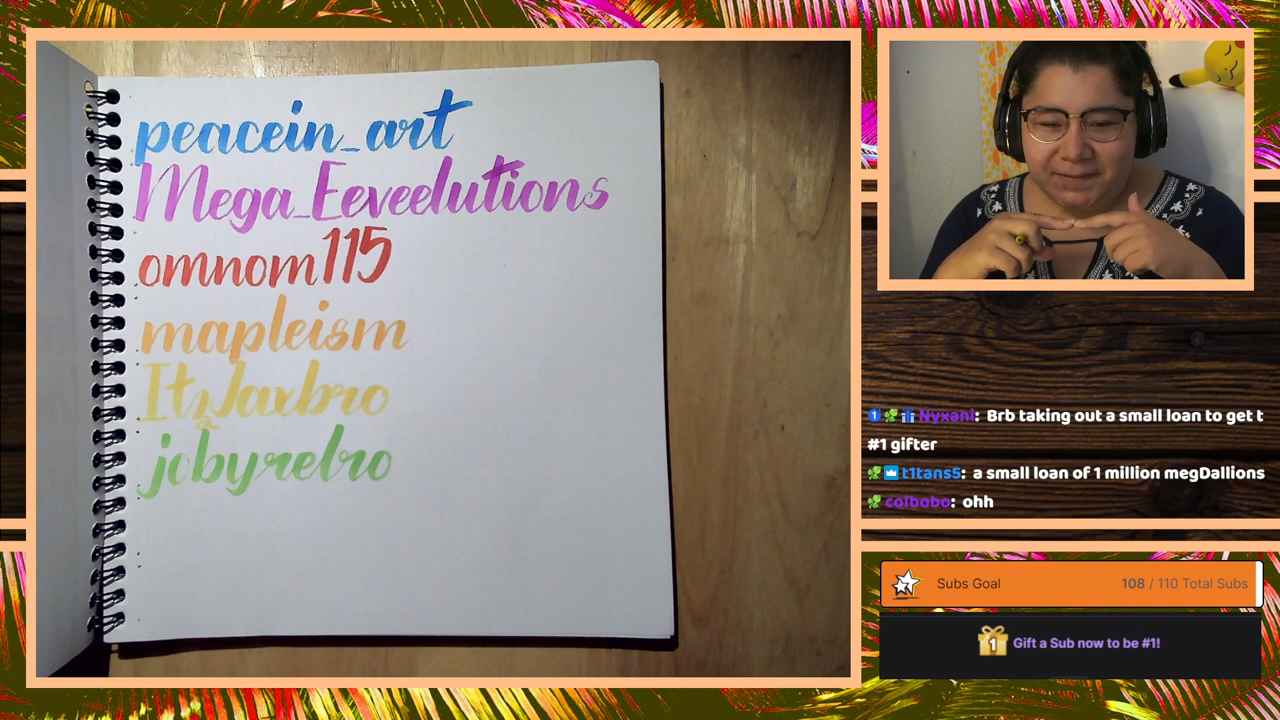 peacein_art
Mega_Eeveelutions
omnom115
mapleism
ItzJaxbro
jobyretro
1 Nyxani: Brb taking out a small loan to get t
#1 gifter
t1tans5: a small loan of 1 million megDallions
colbobo: ohh
Subs Goal 108 / 110 Total Subs
1 Gift a Sub now to be #1!